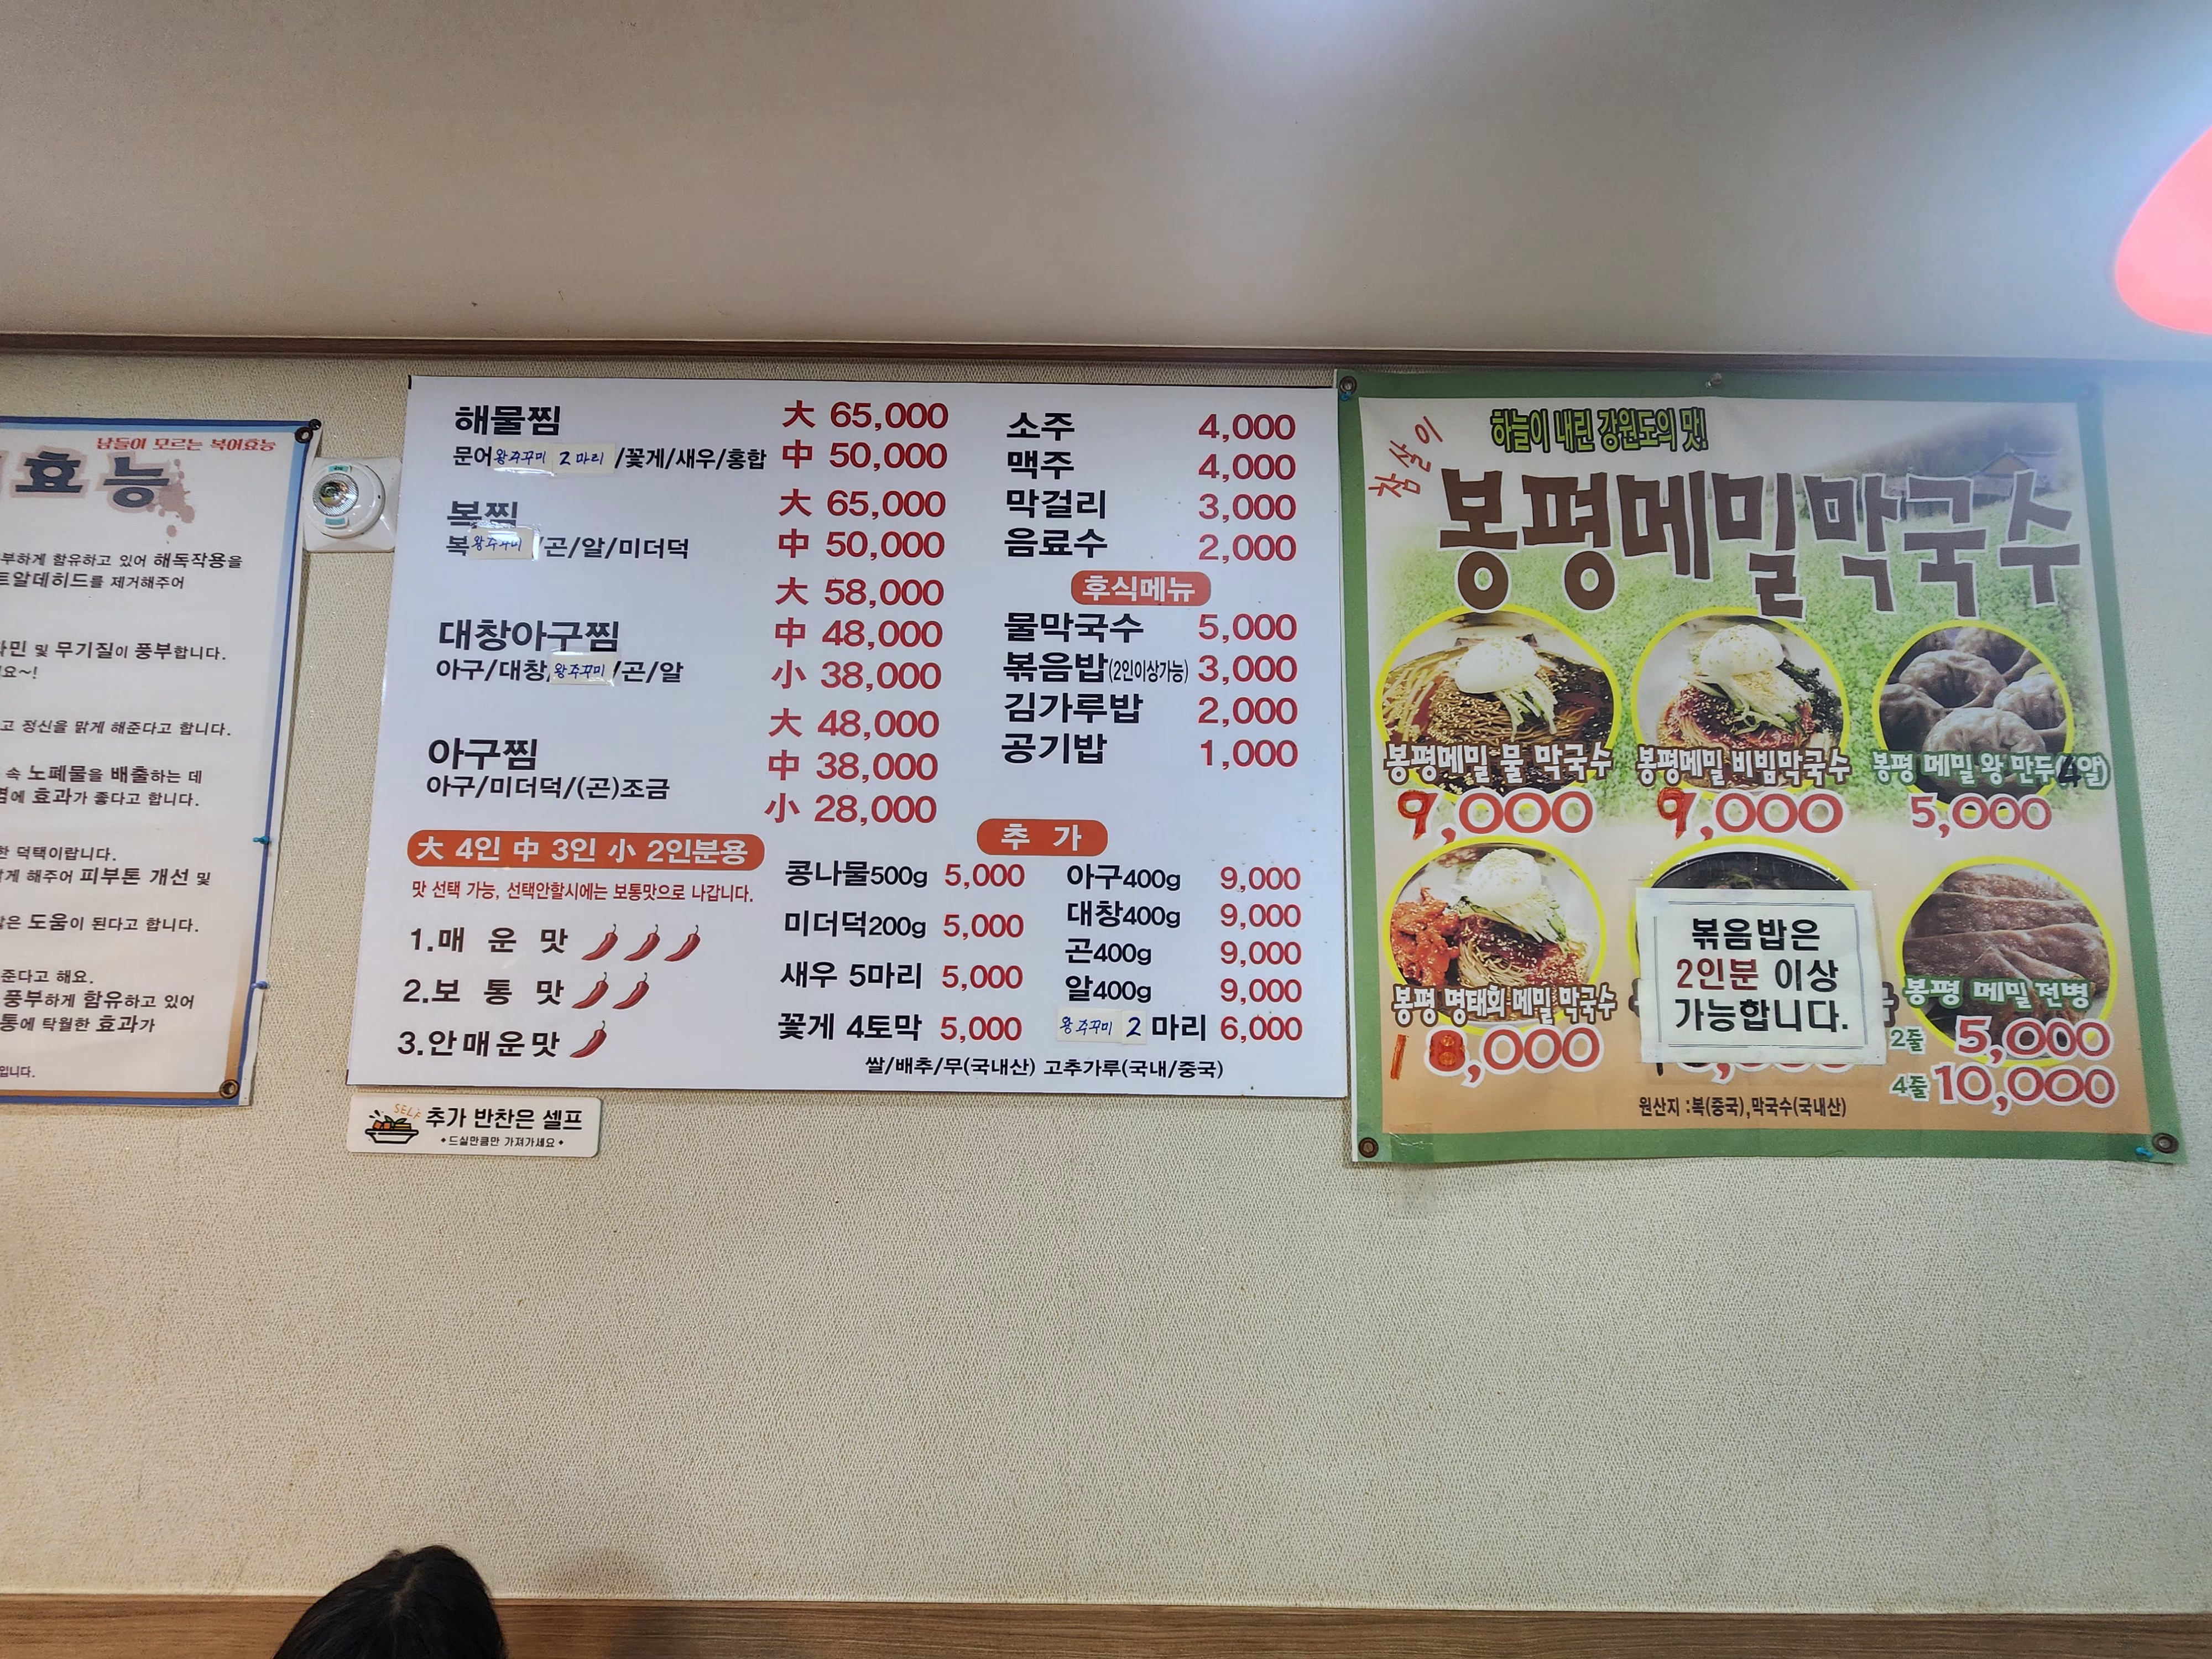 남들이 모르는 복어효능
효능
부하게 함유하고 있어 해독작용을
트알데히드를 제거해주어
및 무기질이 풍부합니다.
요~!
고 정신을 맑게 해준다고 합니다.
속 노폐물을 배출하는 데
에 효과가 좋다고 합니다.
한 덕택이랍니다.
게 해주어 피부톤 개선 및
도움이 된다고 합니다.
준다고 해요.
풍부하게 함유하고 있어
통에 탁월한 효과가
입니다.
해물찜
문어 왕주꾸미 2마리 /꽃게/새우/홍합
大 65,000
中 50,000
복찜
복 왕주꾸미 /곤/알/미더덕
大 65,000
中 50,000
대창아구찜
아구/대창/왕주꾸미/곤/알
大 58,000
中 48,000
小 38,000
아구찜
아구/미더덕/(곤)조금
大 48,000
中 38,000
小 28,000
大 4인 中 3인 小 2인분용
맛 선택 가능, 선택안할시에는 보통맛으로 나갑니다.
1.매 운 맛
2.보 통 맛
3.안매운맛
소주 4,000
맥주 4,000
막걸리 3,000
음료수 2,000
후식메뉴
물막국수 5,000
볶음밥(2인이상가능) 3,000
김가루밥 2,000
공기밥 1,000
추 가
콩나물500g 5,000
미더덕200g 5,000
새우 5마리 5,000
꽃게 4토막 5,000
아구400g 9,000
대창400g 9,000
곤400g 9,000
알400g 9,000
왕주꾸미 2 마리 6,000
쌀/배추/무(국내산) 고추가루(국내/중국)
SELF
추가 반찬은 셀프
드실만큼만 가져가세요
참살이
하늘이 내린 강원도의 맛!
봉평메밀막국수
봉평메밀 물 막국수
9,000
봉평메밀 비빔막국수
9,000
봉평 메밀 왕 만두(4알)
5,000
봉평 명태회 메밀 막국수
18,000
볶음밥은
2인분 이상
가능합니다.
봉평 메밀 전병
2줄 5,000
4줄 10,000
원산지 :복(중국),막국수(국내산)